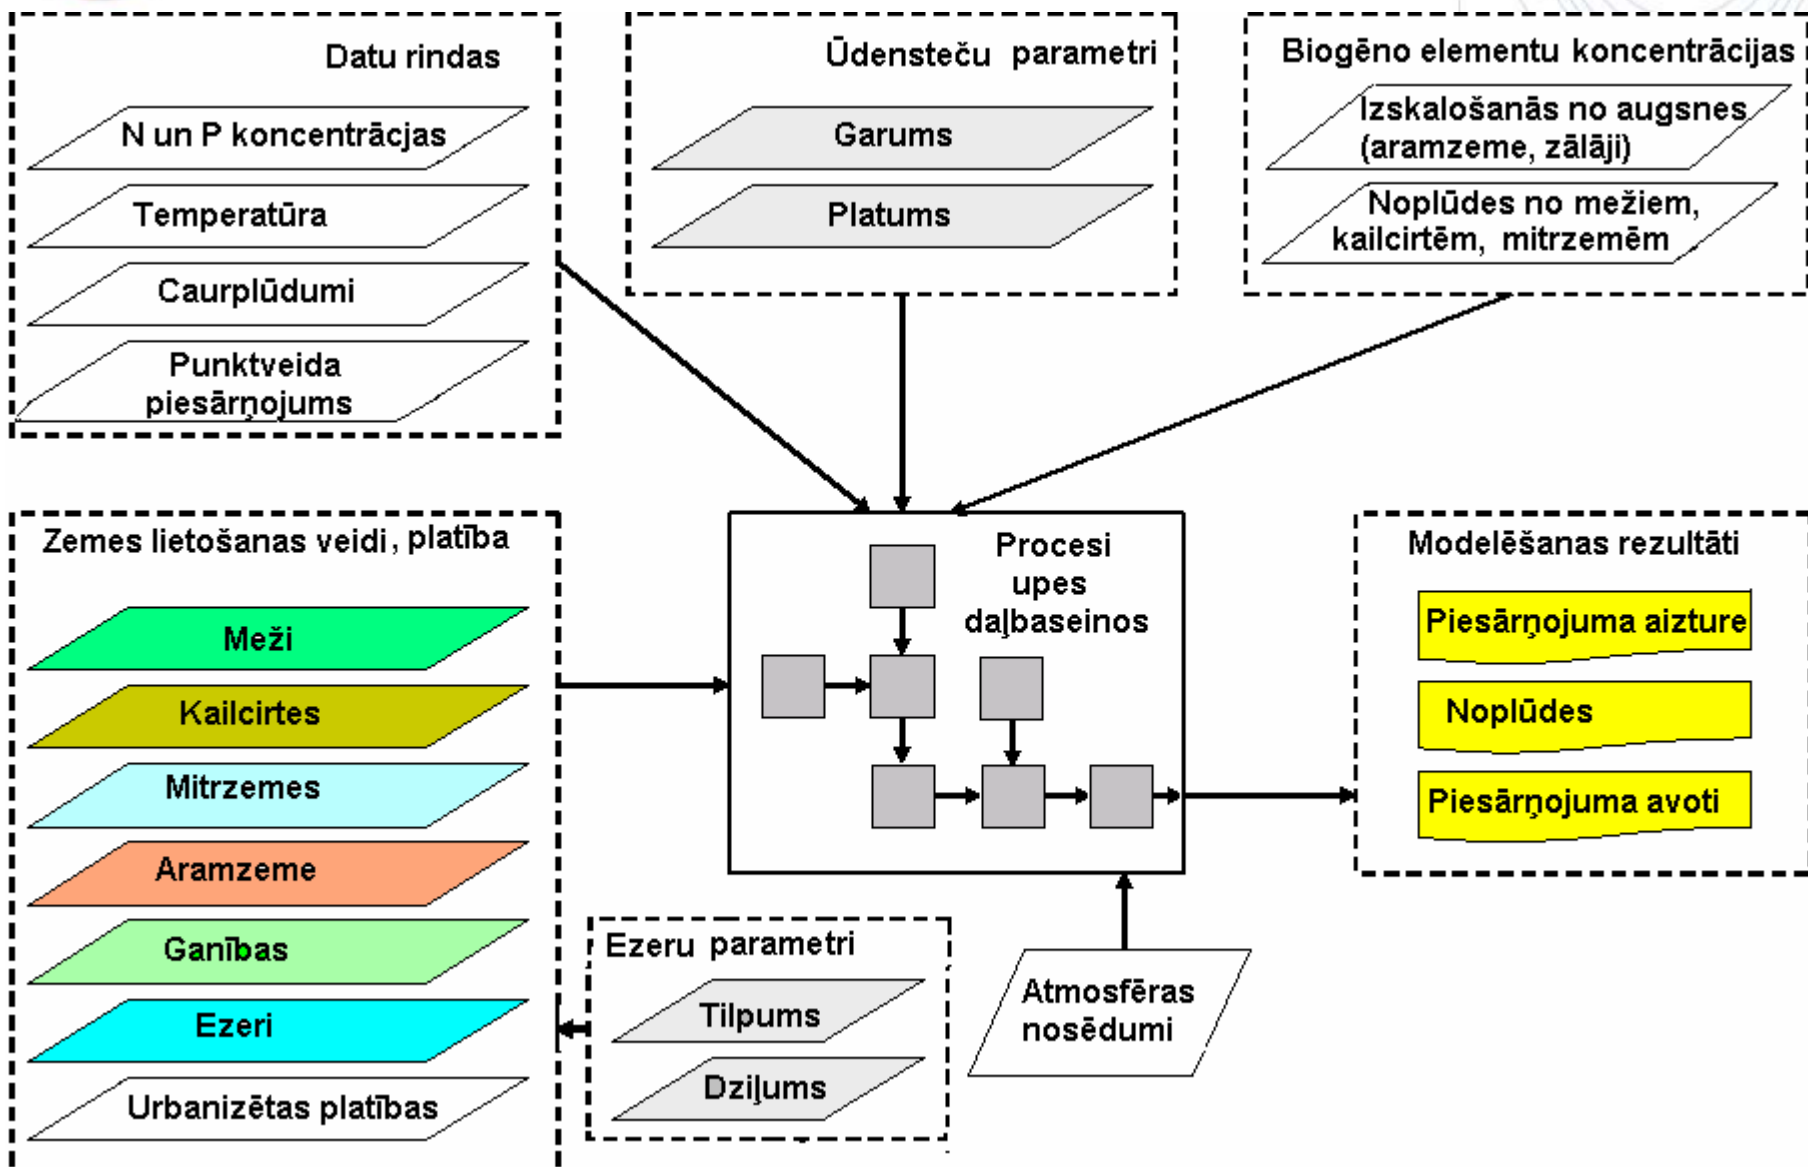 Datu rindas
N un P koncentrācjas
Temperatūra
Caurplūdumi
Punktveida
piesārņojums
Ūdensteču parametri
Garums
Platums
Biogēno elementu koncentrācijas
Izskalošanās no augsnes
(aramzeme, zālāji)
Noplūdes no mežiem,
kailcirtēm, mitrzemēm
Zemes lietošanas veidi, platība
Meži
Kailcirtes
Mitrzemes
Aramzeme
Ganības
Ezeri
Urbanizētas platības
Procesi
upes
daļbaseinos
Ezeru parametri
Tilpums
Dziļums
Atmosfēras
nosēdumi
Modelēšanas rezultāti
Piesārņojuma aizture
Noplūdes
Piesārņojuma avoti